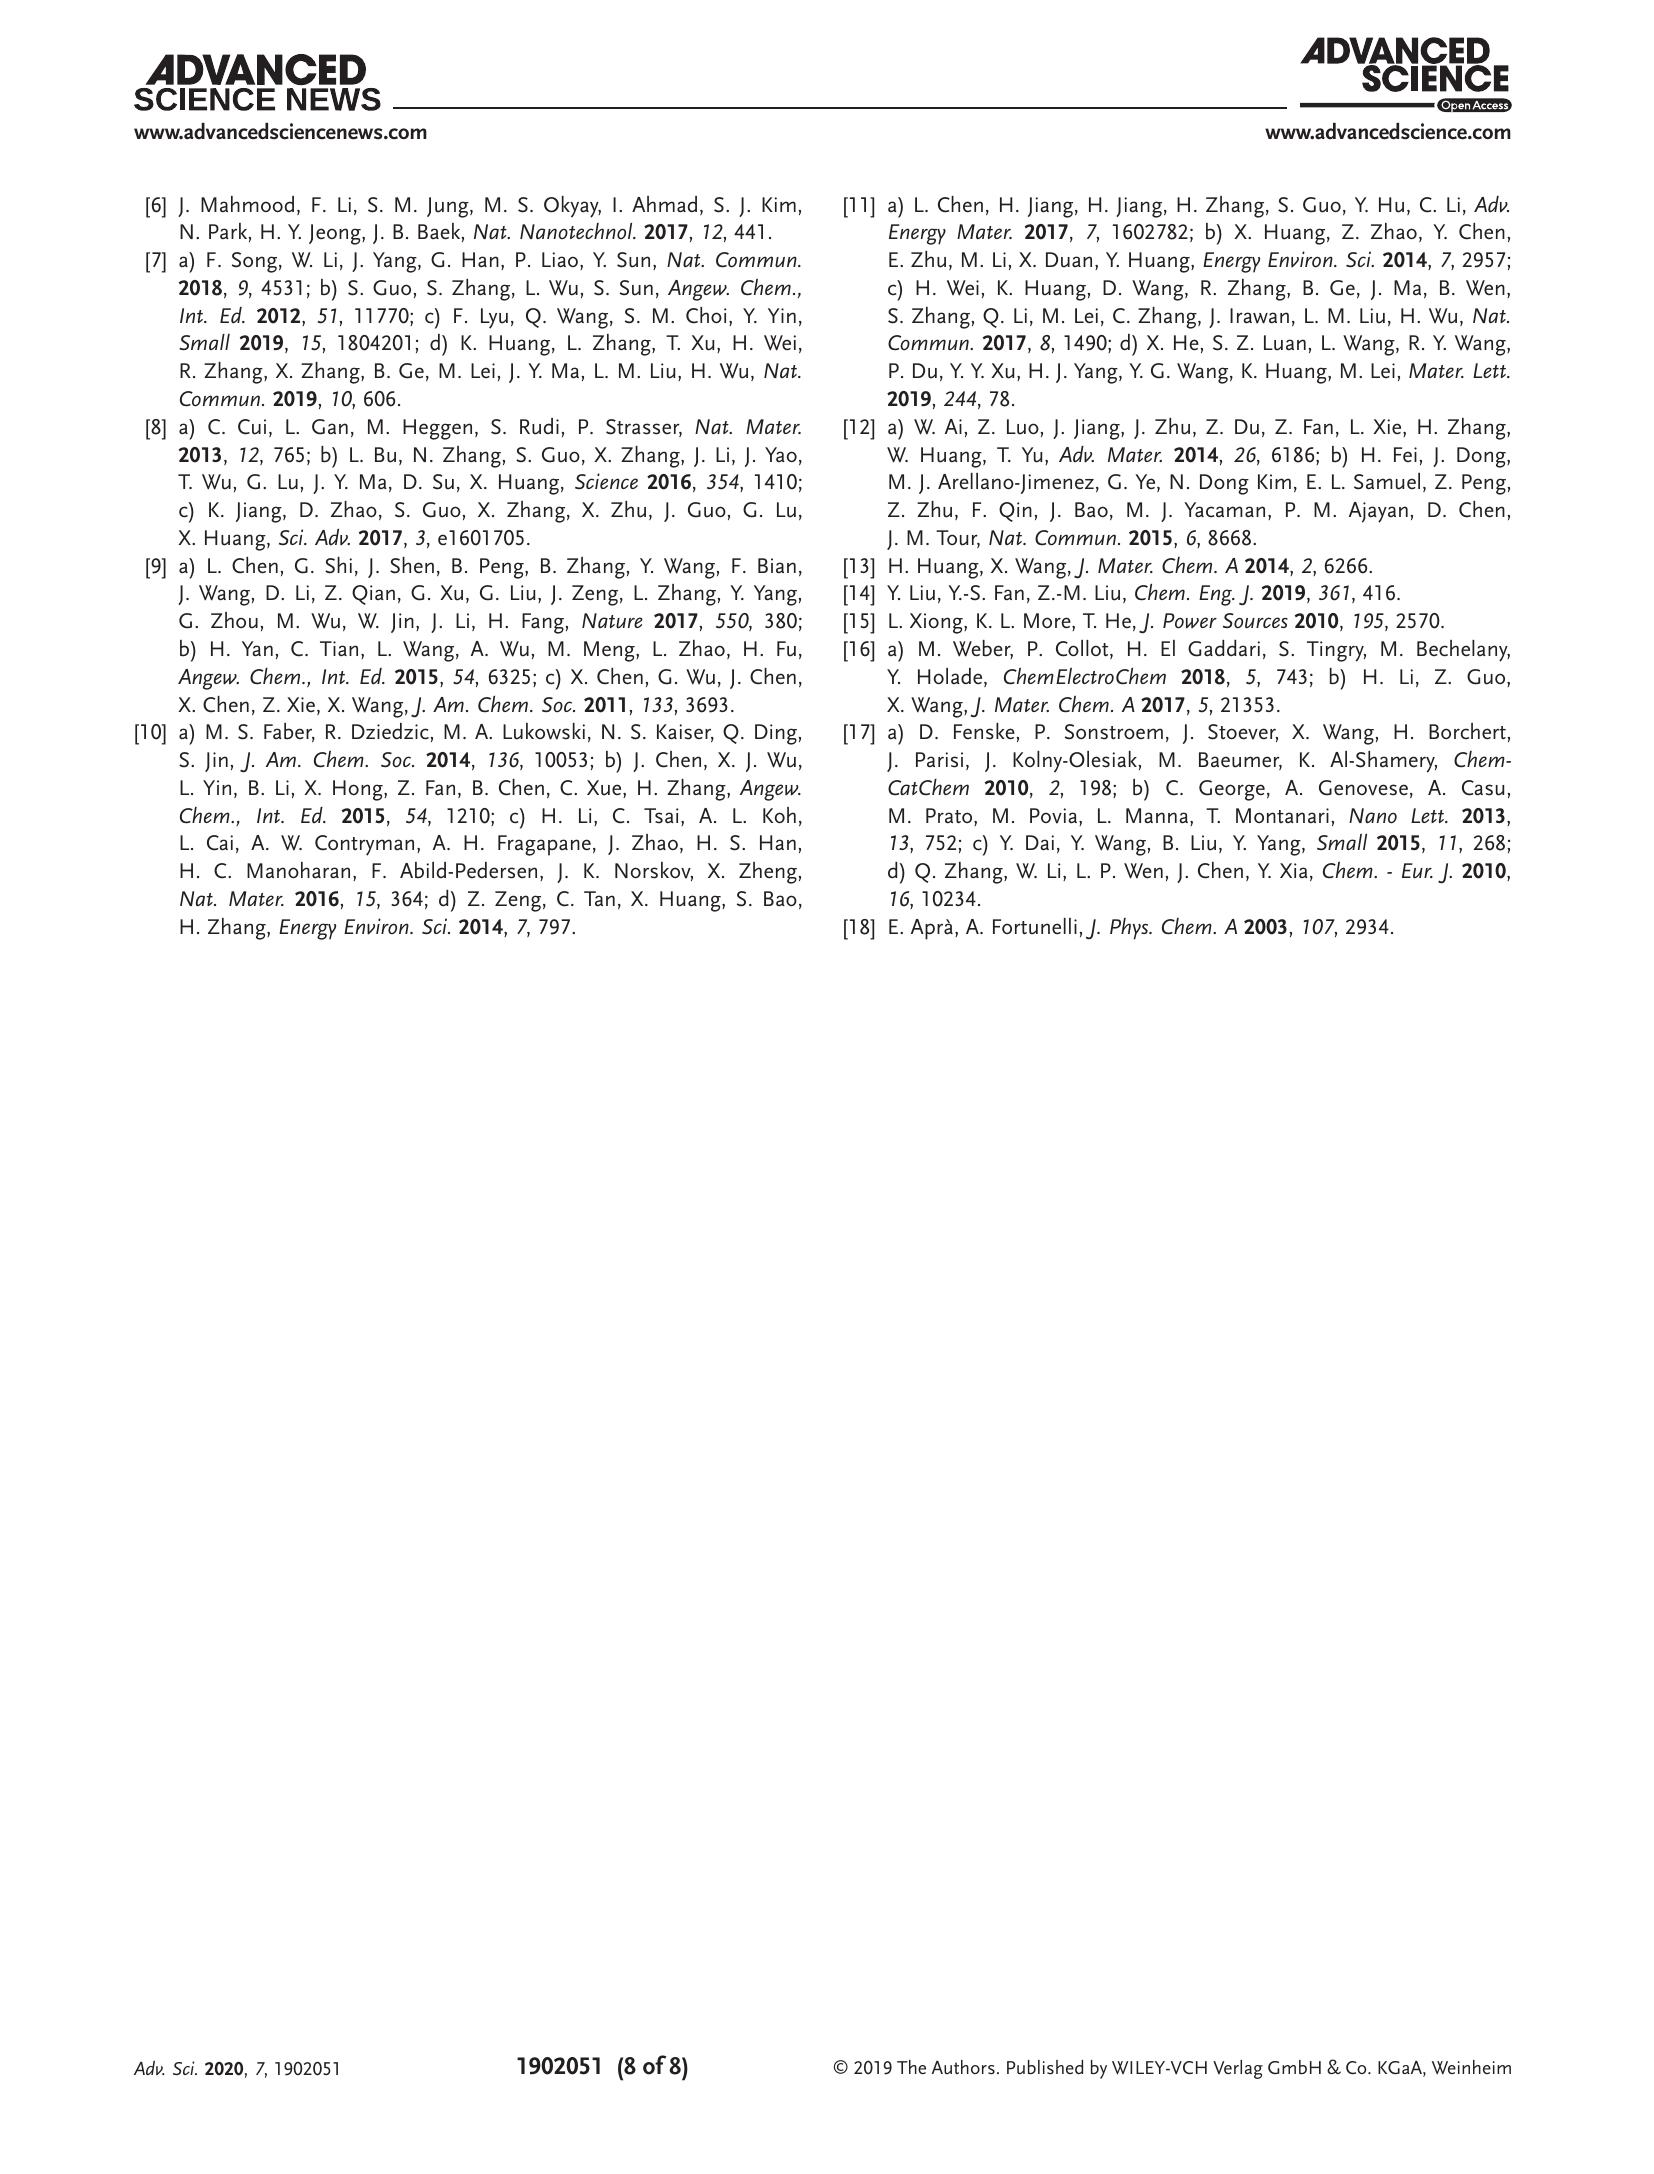 ADVANCED
SCIENCE NEWS
www.advancedsciencenews.com
ADVANCED
SCIENCE
Open Access
www.advancedscience.com
[6] J. Mahmood, F. Li, S. M. Jung, M. S. Okyay, I. Ahmad, S. J. Kim,
N. Park, H. Y. Jeong, J. B. Baek, Nat. Nanotechnol. 2017, 12, 441.
[7] a) F. Song, W. Li, J. Yang, G. Han, P. Liao, Y. Sun, Nat. Commun.
2018, 9, 4531; b) S. Guo, S. Zhang, L. Wu, S. Sun, Angew. Chem.,
Int. Ed. 2012, 51, 11770; c) F. Lyu, Q. Wang, S. M. Choi, Y. Yin,
Small 2019, 15, 1804201; d) K. Huang, L. Zhang, T. Xu, H. Wei,
R. Zhang, X. Zhang, B. Ge, M. Lei, J. Y. Ma, L. M. Liu, H. Wu, Nat.
Commun. 2019, 10, 606.
[8] a) C. Cui, L. Gan, M. Heggen, S. Rudi, P. Strasser, Nat. Mater.
2013, 12, 765; b) L. Bu, N. Zhang, S. Guo, X. Zhang, J. Li, J. Yao,
T. Wu, G. Lu, J. Y. Ma, D. Su, X. Huang, Science 2016, 354, 1410;
c) K. Jiang, D. Zhao, S. Guo, X. Zhang, X. Zhu, J. Guo, G. Lu,
X. Huang, Sci. Adv. 2017, 3, e1601705.
[9] a) L. Chen, G. Shi, J. Shen, B. Peng, B. Zhang, Y. Wang, F. Bian,
J. Wang, D. Li, Z. Qian, G. Xu, G. Liu, J. Zeng, L. Zhang, Y. Yang,
G. Zhou, M. Wu, W. Jin, J. Li, H. Fang, Nature 2017, 550, 380;
b) H. Yan, C. Tian, L. Wang, A. Wu, M. Meng, L. Zhao, H. Fu,
Angew. Chem., Int. Ed. 2015, 54, 6325; c) X. Chen, G. Wu, J. Chen,
X. Chen, Z. Xie, X. Wang, J. Am. Chem. Soc. 2011, 133, 3693.
[10] a) M. S. Faber, R. Dziedzic, M. A. Lukowski, N. S. Kaiser, Q. Ding,
S. Jin, J. Am. Chem. Soc. 2014, 136, 10053; b) J. Chen, X. J. Wu,
L. Yin, B. Li, X. Hong, Z. Fan, B. Chen, C. Xue, H. Zhang, Angew.
Chem., Int. Ed. 2015, 54, 1210; c) H. Li, C. Tsai, A. L. Koh,
L. Cai, A. W. Contryman, A. H. Fragapane, J. Zhao, H. S. Han,
H. C. Manoharan, F. Abild-Pedersen, J. K. Norskov, X. Zheng,
Nat. Mater. 2016, 15, 364; d) Z. Zeng, C. Tan, X. Huang, S. Bao,
H. Zhang, Energy Environ. Sci. 2014, 7, 797.
[11] a) L. Chen, H. Jiang, H. Jiang, H. Zhang, S. Guo, Y. Hu, C. Li, Adv.
Energy Mater. 2017, 7, 1602782; b) X. Huang, Z. Zhao, Y. Chen,
E. Zhu, M. Li, X. Duan, Y. Huang, Energy Environ. Sci. 2014, 7, 2957;
c) H. Wei, K. Huang, D. Wang, R. Zhang, B. Ge, J. Ma, B. Wen,
S. Zhang, Q. Li, M. Lei, C. Zhang, J. Irawan, L. M. Liu, H. Wu, Nat.
Commun. 2017, 8, 1490; d) X. He, S. Z. Luan, L. Wang, R. Y. Wang,
P. Du, Y. Y. Xu, H. J. Yang, Y. G. Wang, K. Huang, M. Lei, Mater. Lett.
2019, 244, 78.
[12] a) W. Ai, Z. Luo, J. Jiang, J. Zhu, Z. Du, Z. Fan, L. Xie, H. Zhang,
W. Huang, T. Yu, Adv. Mater. 2014, 26, 6186; b) H. Fei, J. Dong,
M. J. Arellano-Jimenez, G. Ye, N. Dong Kim, E. L. Samuel, Z. Peng,
Z. Zhu, F. Qin, J. Bao, M. J. Yacaman, P. M. Ajayan, D. Chen,
J. M. Tour, Nat. Commun. 2015, 6, 8668.
[13] H. Huang, X. Wang, J. Mater. Chem. A 2014, 2, 6266.
[14] Y. Liu, Y.-S. Fan, Z.-M. Liu, Chem. Eng. J. 2019, 361, 416.
[15] L. Xiong, K. L. More, T. He, J. Power Sources 2010, 195, 2570.
[16] a) M. Weber, P. Collot, H. El Gaddari, S. Tingry, M. Bechelany,
Y. Holade, ChemElectroChem 2018, 5, 743; b) H. Li, Z. Guo,
X. Wang, J. Mater. Chem. A 2017, 5, 21353.
[17] a) D. Fenske, P. Sonstroem, J. Stoever, X. Wang, H. Borchert,
J. Parisi, J. Kolny-Olesiak, M. Baeumer, K. Al-Shamery, Chem-
CatChem 2010, 2, 198; b) C. George, A. Genovese, A. Casu,
M. Prato, M. Povia, L. Manna, T. Montanari, Nano Lett. 2013,
13, 752; c) Y. Dai, Y. Wang, B. Liu, Y. Yang, Small 2015, 11, 268;
d) Q. Zhang, W. Li, L. P. Wen, J. Chen, Y. Xia, Chem. - Eur. J. 2010,
16, 10234.
[18] E. Aprà, A. Fortunelli, J. Phys. Chem. A 2003, 107, 2934.
Adv. Sci. 2020, 7, 1902051
1902051 (8 of 8)
© 2019 The Authors. Published by WILEY-VCH Verlag GmbH & Co. KGaA, Weinheim